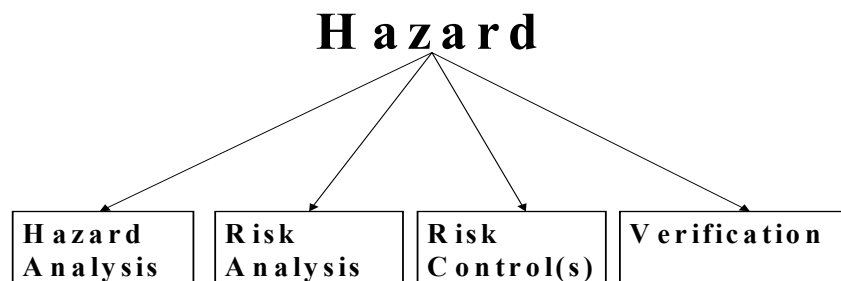 Hazard
Hazard
Analysis
Risk
Analysis
Risk
Control(s)
Verification